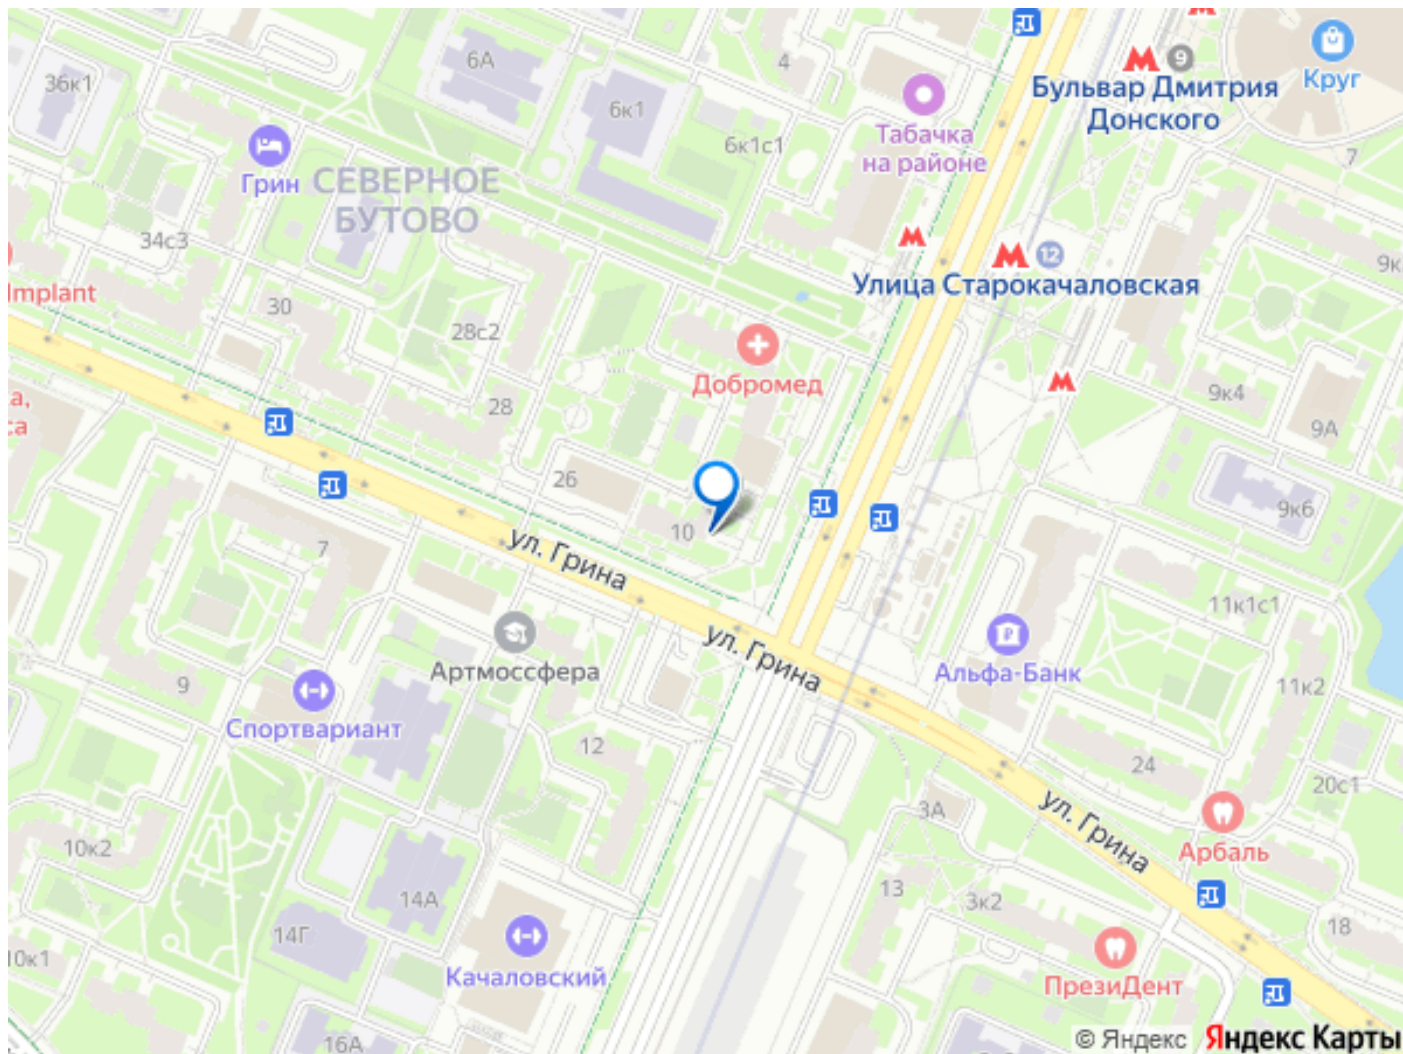 36к1
6А
4
9
Круг
Бульвар Дмитрия
Донского
6к1
Табачка
на районе
6к1с1
7
Грин
СЕВЕРНОЕ
БУТОВО
34с3
12
Улица Старокачаловская
9к
Implant
30
28с2
Добромед
9к4
а,
са
28
9А
26
9к6
10
7
ул. Грина
11к1с1
ул. Грина
Артмоссфера
Альфа-Банк
9
11к2
Спортвариант
12
24
20с1
3А
ул. Грина
10к2
Арбаль
14А
13
3к2
14Г
18
10к1
Качаловский
ПрезиДент
16А
© Яндекс Яндекс Карты